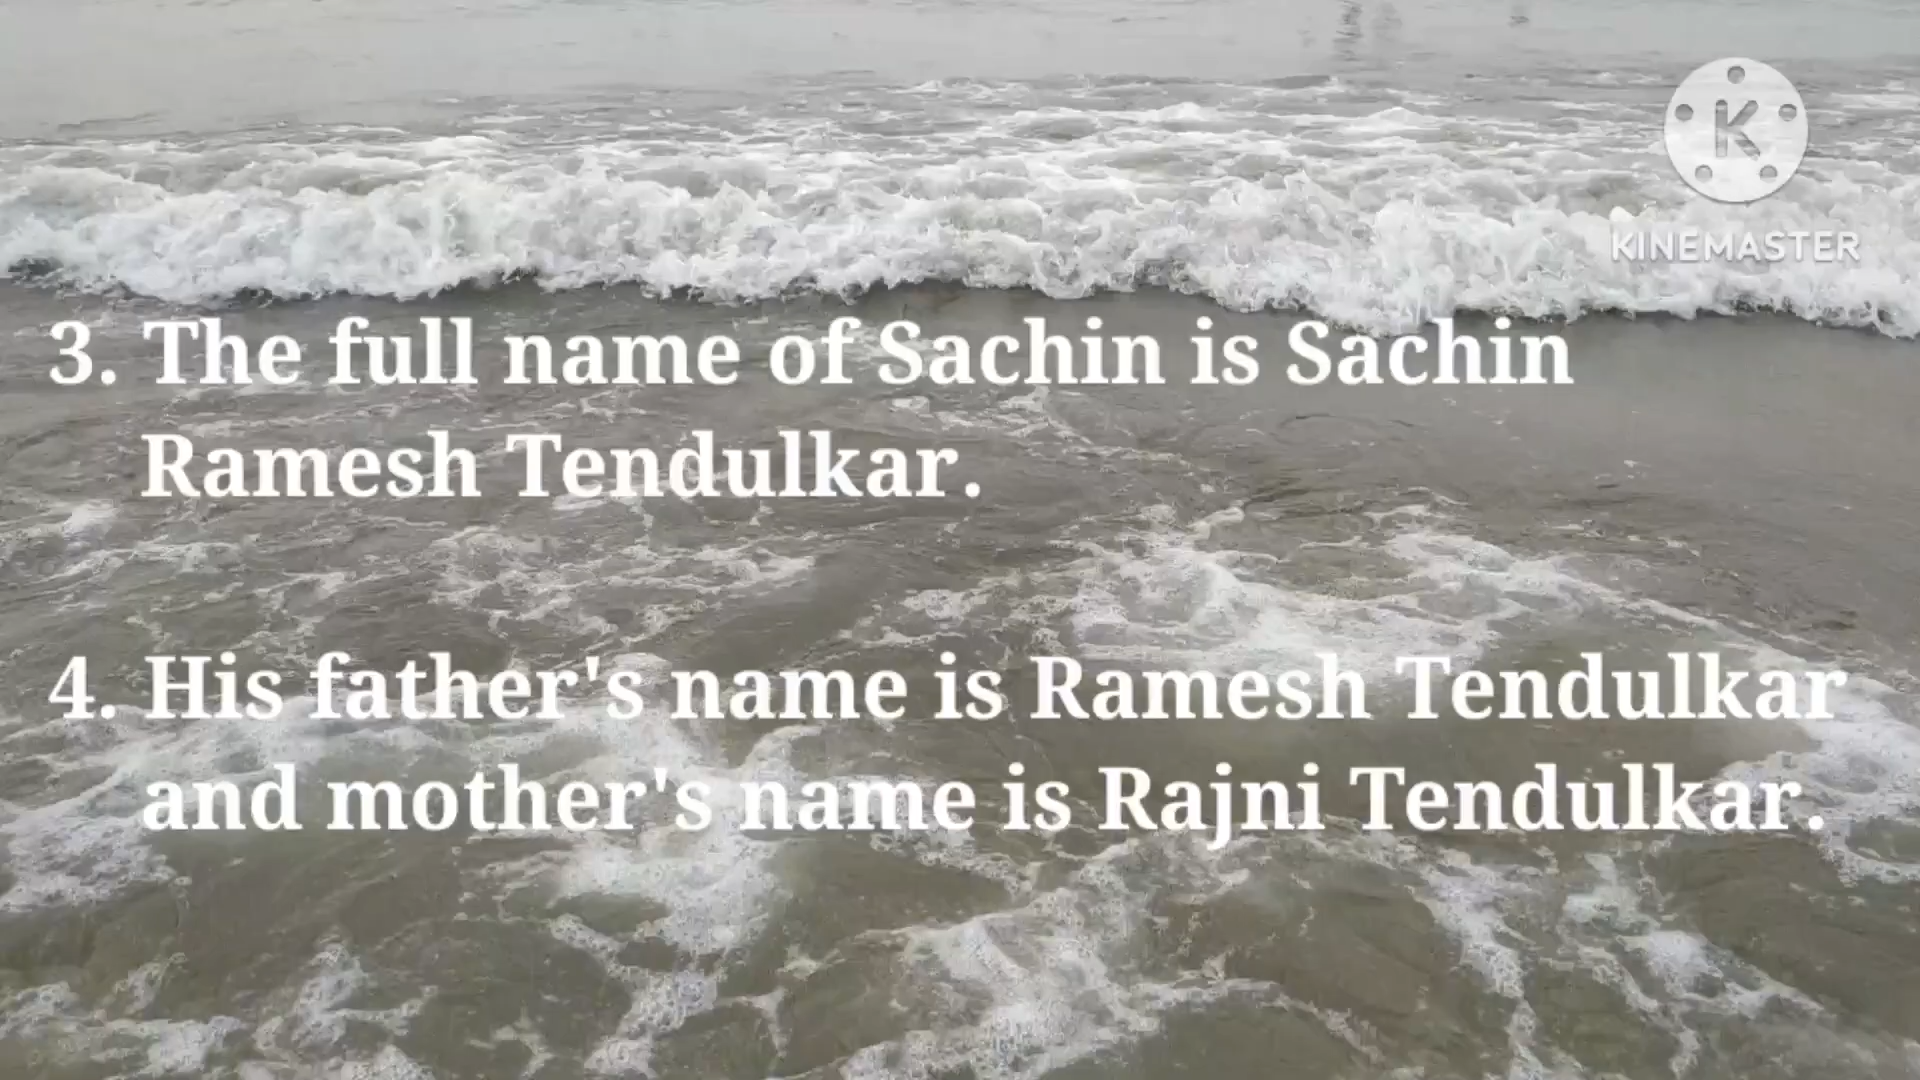 KINEMASTER
3. The full name of Sachin is Sachin
Ramesh Tendulkar.
4. His father's name is Ramesh Tendulkar
and mother's name is Rajni Tendulkar.